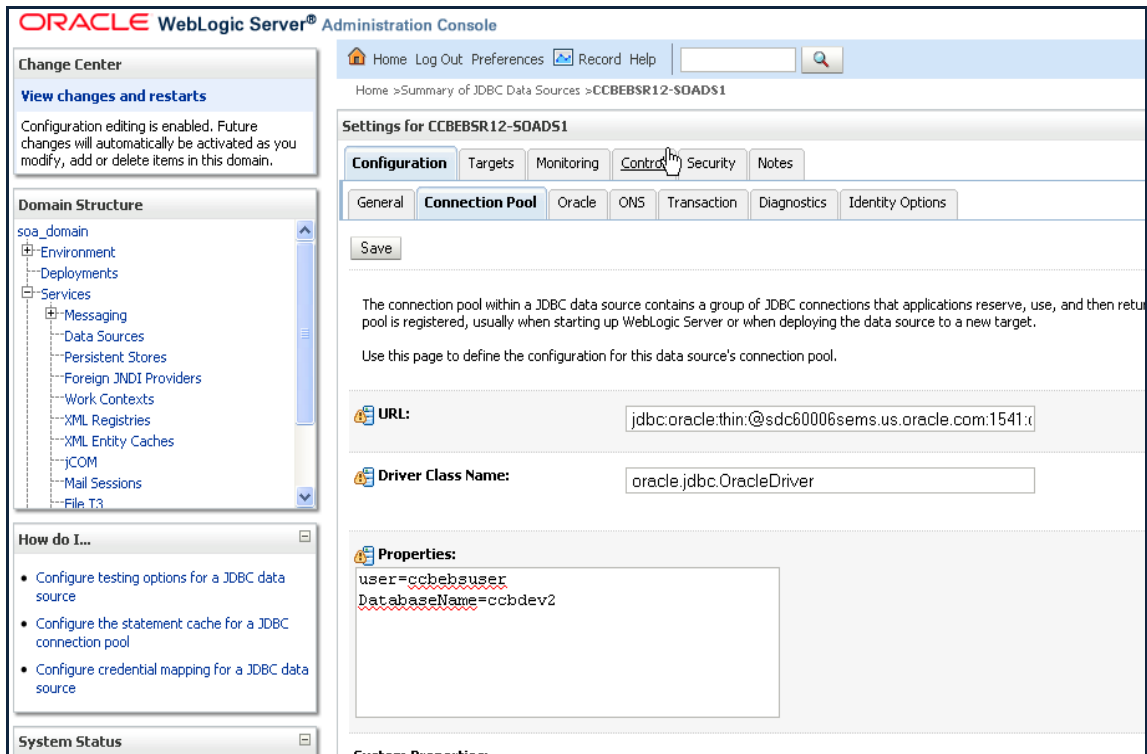 ORACLE WebLogic Server® Administration Console
Change Center
View changes and restarts
Configuration editing is enabled. Future
changes will automatically be activated as you
modify, add or delete items in this domain.
Domain Structure
soa_domain
Environment
Deployments
Services
Messaging
Data Sources
Persistent Stores
Foreign JNDI Providers
Work Contexts
XML Registries
XML Entity Caches
jCOM
Mail Sessions
File T3
How do I...
Configure testing options for a JDBC data
source
Configure the statement cache for a JDBC
connection pool
Configure credential mapping for a JDBC data
source
System Status
Home Log Out Preferences Record Help
Home >Summary of JDBC Data Sources >CCBEBSR12-SOADS1
Settings for CCBEBSR12-SOADS1
Configuration Targets Monitoring Control Security Notes
General Connection Pool Oracle ONS Transaction Diagnostics Identity Options
Save
The connection pool within a JDBC data source contains a group of JDBC connections that applications reserve, use, and then
pool is registered, usually when starting up WebLogic Server or when deploying the data source to a new target.
Use this page to define the configuration for this data source's connection pool.
URL:
jdbc:oracle:thin:@sdc60006sems.us.oracle.com:1541:
Driver Class Name:
oracle.jdbc.OracleDriver
Properties:
user=ccbebsuser
DatabaseName=ccbdev2
System Properties: